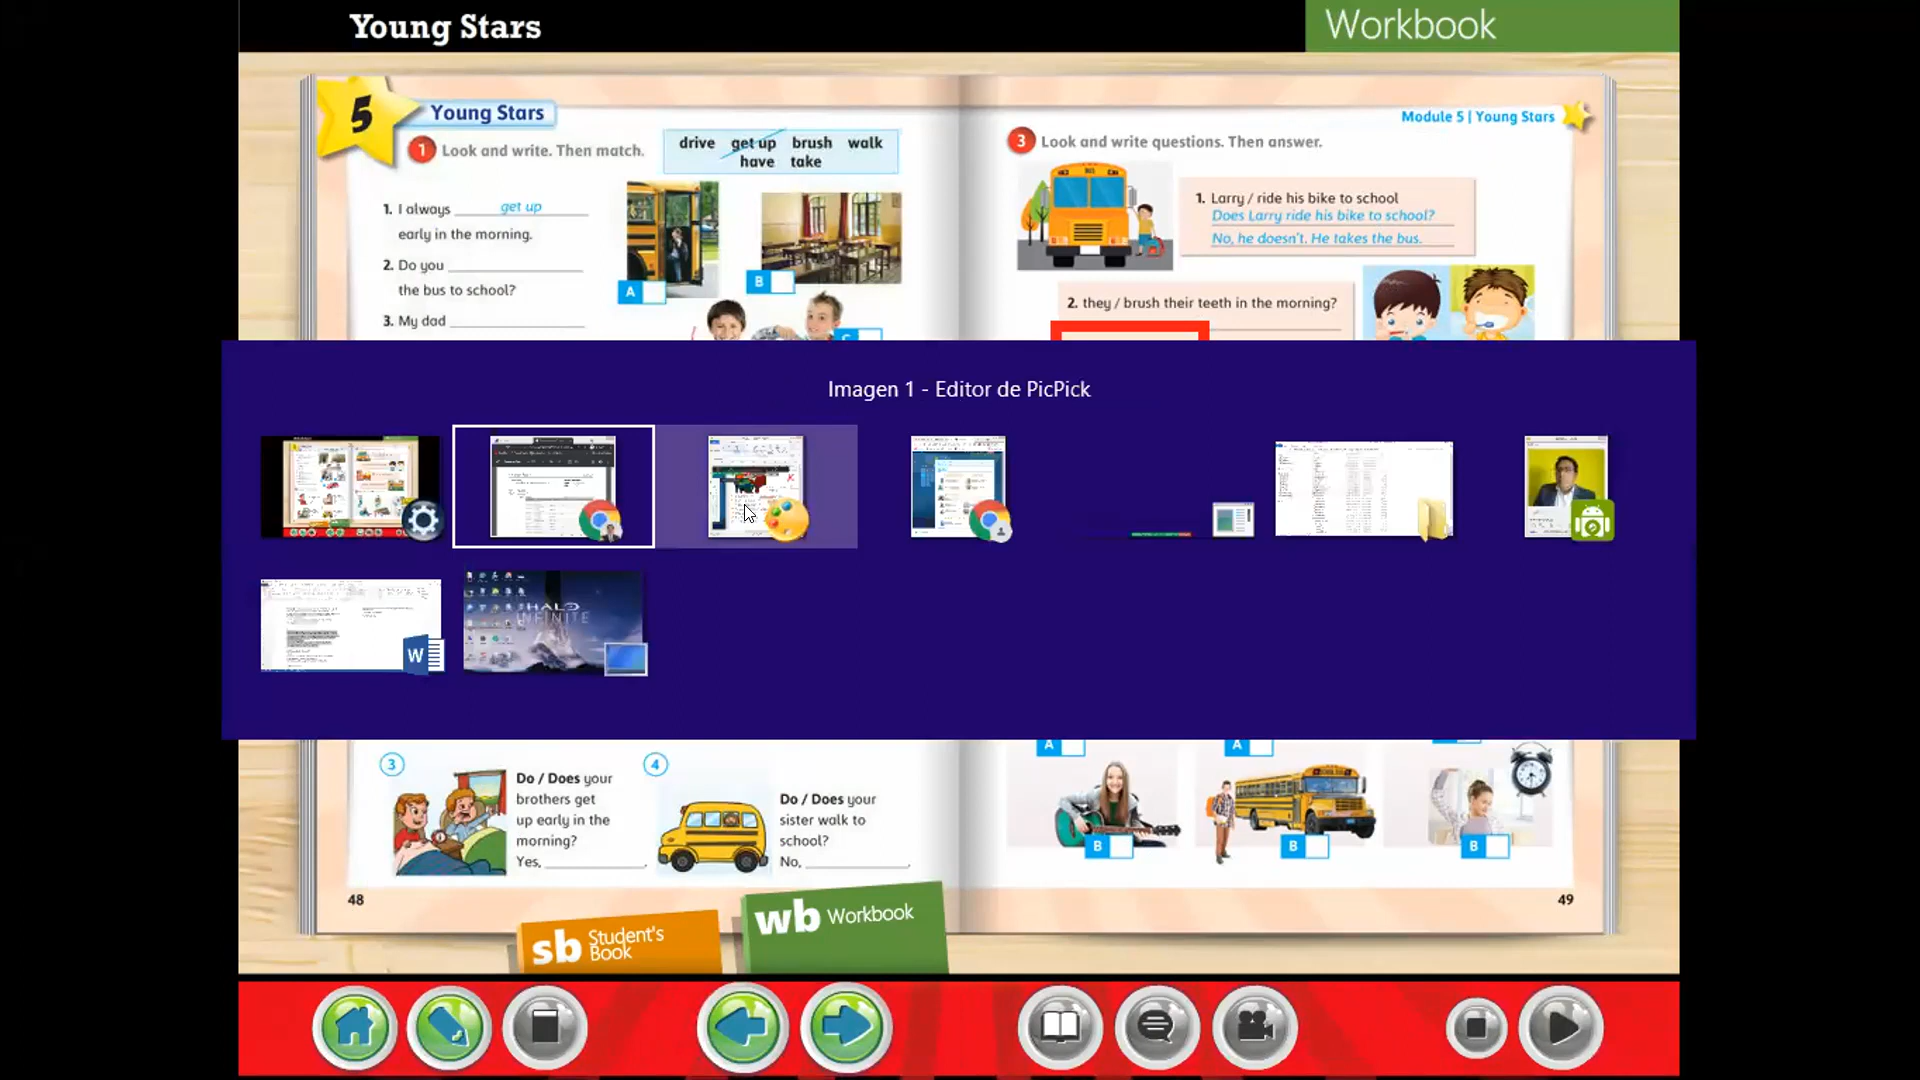 Young Stars
Workbook
5
Young Stars
1 Look and write. Then match.
drive get up brush walk
have take
1. I always get up
early in the morning.
2. Do you
the bus to school?
3. My dad
A
B
C
Module 5 | Young Stars
3 Look and write questions. Then answer.
BUS
1. Larry / ride his bike to school
Does Larry ride his bike to school?
No, he doesn't. He takes the bus.
2. they / brush their teeth in the morning?
Imagen 1 - Editor de PicPick
W
HALO
INFINITE
3
Do / Does your
brothers get
up early in the
morning?
Yes,
4
Do / Does your
sister walk to
school?
No,
A
A
B
B
B
48
49
sb Student's
Book
wb Workbook